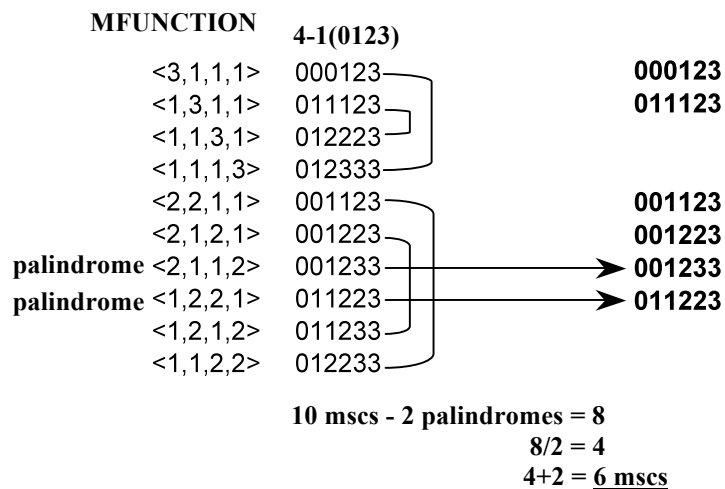 MFUNCTION 4-1(0123)
<3,1,1,1> 000123 000123
<1,3,1,1> 011123 011123
<1,1,3,1> 012223
<1,1,1,3> 012333
<2,2,1,1> 001123 001123
<2,1,2,1> 001223 001223
palindrome <2,1,1,2> 001233 001233
palindrome <1,2,2,1> 011223 011223
<1,2,1,2> 011233
<1,1,2,2> 012233
10 mscs - 2 palindromes = 8
8/2 = 4
4+2 = 6 mscs